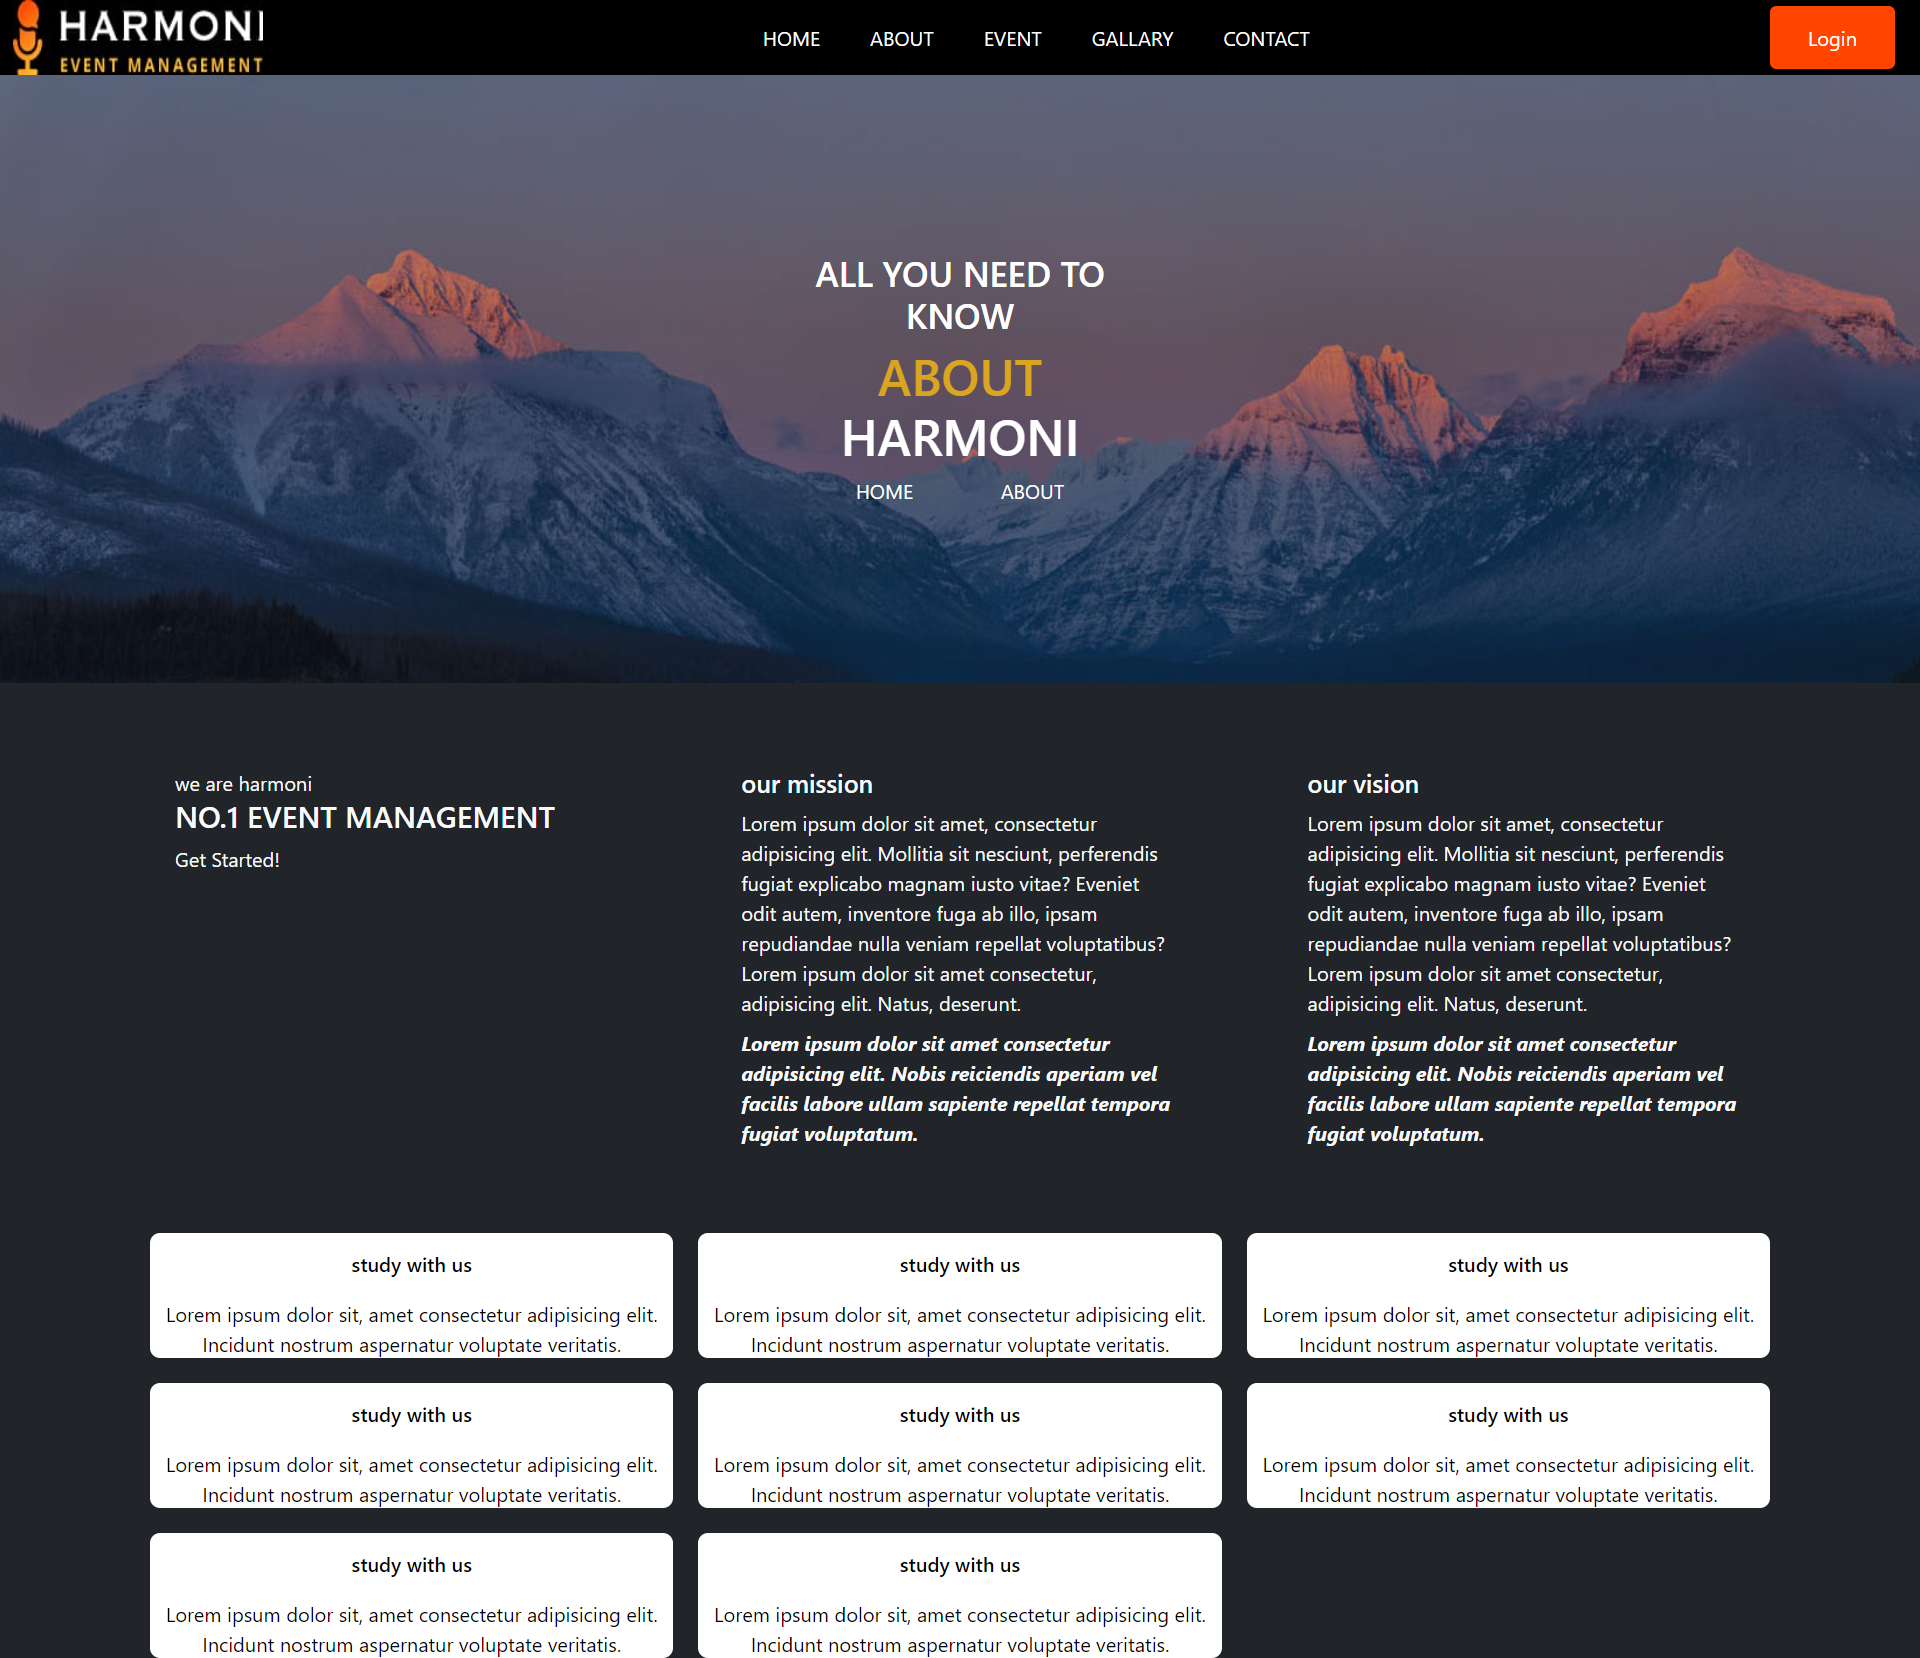 HARMONI
EVENT MANAGEMENT
HOME ABOUT EVENT GALLARY CONTACT
Login
ALL YOU NEED TO
KNOW
ABOUT
HARMONI
HOME ABOUT
we are harmoni
NO.1 EVENT MANAGEMENT
Get Started!
our mission
Lorem ipsum dolor sit amet, consectetur
adipisicing elit. Mollitia sit nesciunt, perferendis
fugiat explicabo magnam iusto vitae? Eveniet
odit autem, inventore fuga ab illo, ipsam
repudiandae nulla veniam repellat voluptatibus?
Lorem ipsum dolor sit amet consectetur,
adipisicing elit. Natus, deserunt.
Lorem ipsum dolor sit amet consectetur
adipisicing elit. Nobis reiciendis aperiam vel
facilis labore ullam sapiente repellat tempora
fugiat voluptatum.
our vision
Lorem ipsum dolor sit amet, consectetur
adipisicing elit. Mollitia sit nesciunt, perferendis
fugiat explicabo magnam iusto vitae? Eveniet
odit autem, inventore fuga ab illo, ipsam
repudiandae nulla veniam repellat voluptatibus?
Lorem ipsum dolor sit amet consectetur,
adipisicing elit. Natus, deserunt.
Lorem ipsum dolor sit amet consectetur
adipisicing elit. Nobis reiciendis aperiam vel
facilis labore ullam sapiente repellat tempora
fugiat voluptatum.
study with us
Lorem ipsum dolor sit, amet consectetur adipisicing elit.
Incidunt nostrum aspernatur voluptate veritatis.
study with us
Lorem ipsum dolor sit, amet consectetur adipisicing elit.
Incidunt nostrum aspernatur voluptate veritatis.
study with us
Lorem ipsum dolor sit, amet consectetur adipisicing elit.
Incidunt nostrum aspernatur voluptate veritatis.
study with us
Lorem ipsum dolor sit, amet consectetur adipisicing elit.
Incidunt nostrum aspernatur voluptate veritatis.
study with us
Lorem ipsum dolor sit, amet consectetur adipisicing elit.
Incidunt nostrum aspernatur voluptate veritatis.
study with us
Lorem ipsum dolor sit, amet consectetur adipisicing elit.
Incidunt nostrum aspernatur voluptate veritatis.
study with us
Lorem ipsum dolor sit, amet consectetur adipisicing elit.
Incidunt nostrum aspernatur voluptate veritatis.
study with us
Lorem ipsum dolor sit, amet consectetur adipisicing elit.
Incidunt nostrum aspernatur voluptate veritatis.